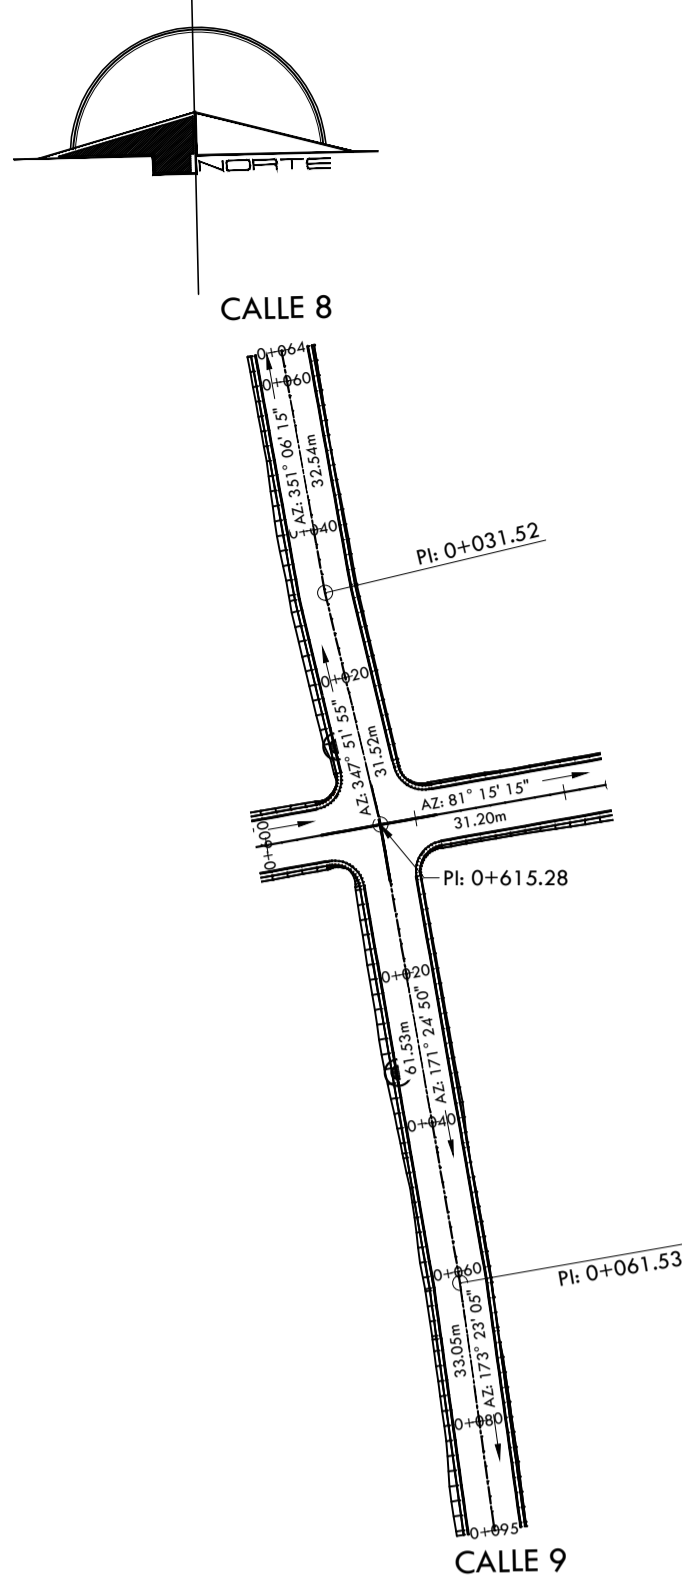 NORTE
CALLE 8
0+064
0+060
AZ: 351° 06' 15"
32.54m
0+040
PI: 0+031.52
0+020
AZ: 347° 51' 55"
31.52m
AZ: 81° 15' 15"
31.20m
0+600
PI: 0+615.28
0+020
61.53m
AZ: 171° 24' 50"
0+040
0+060
PI: 0+061.53
33.05m
AZ: 173° 23' 05"
0+080
0+095
CALLE 9